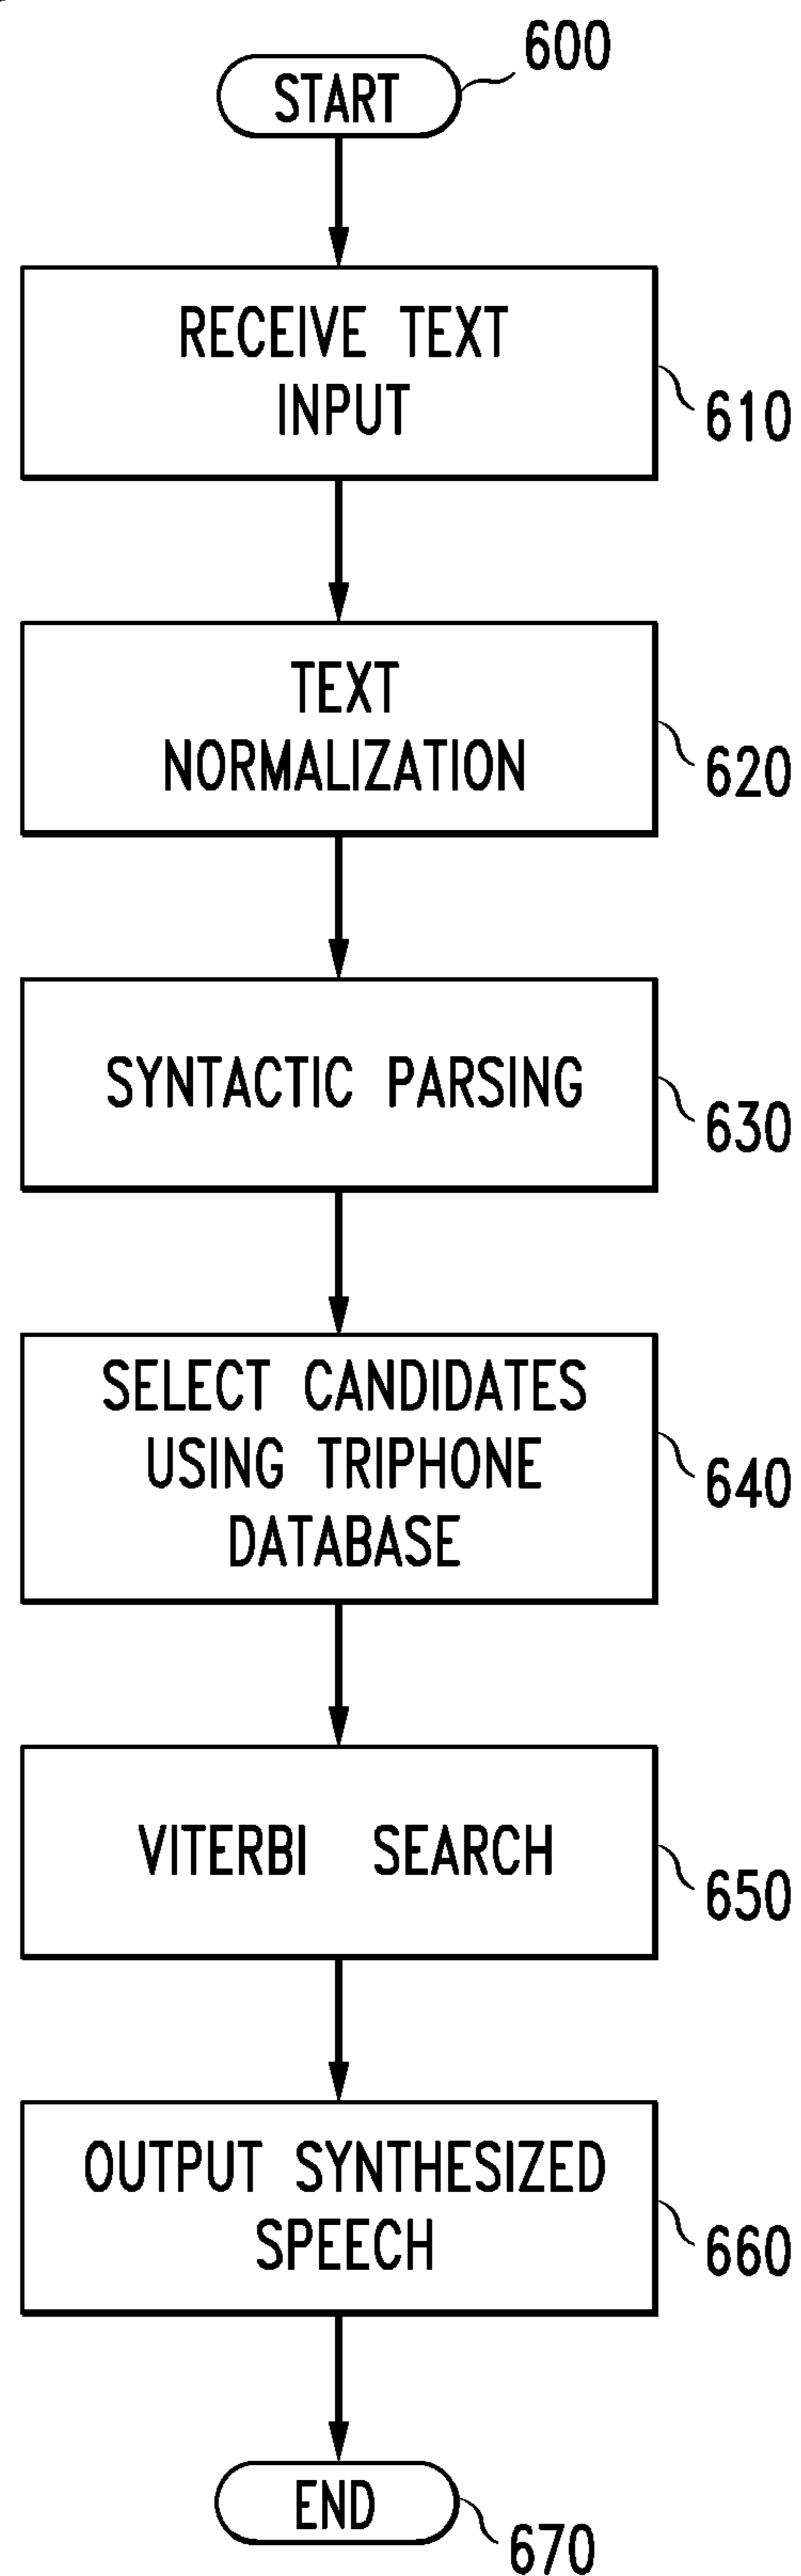 START
600
RECEIVE TEXT
INPUT
610
TEXT
NORMALIZATION
620
SYNTACTIC PARSING
630
SELECT CANDIDATES
USING TRIPHONE
DATABASE
640
VITERBI SEARCH
650
OUTPUT SYNTHESIZED
SPEECH
660
END
670